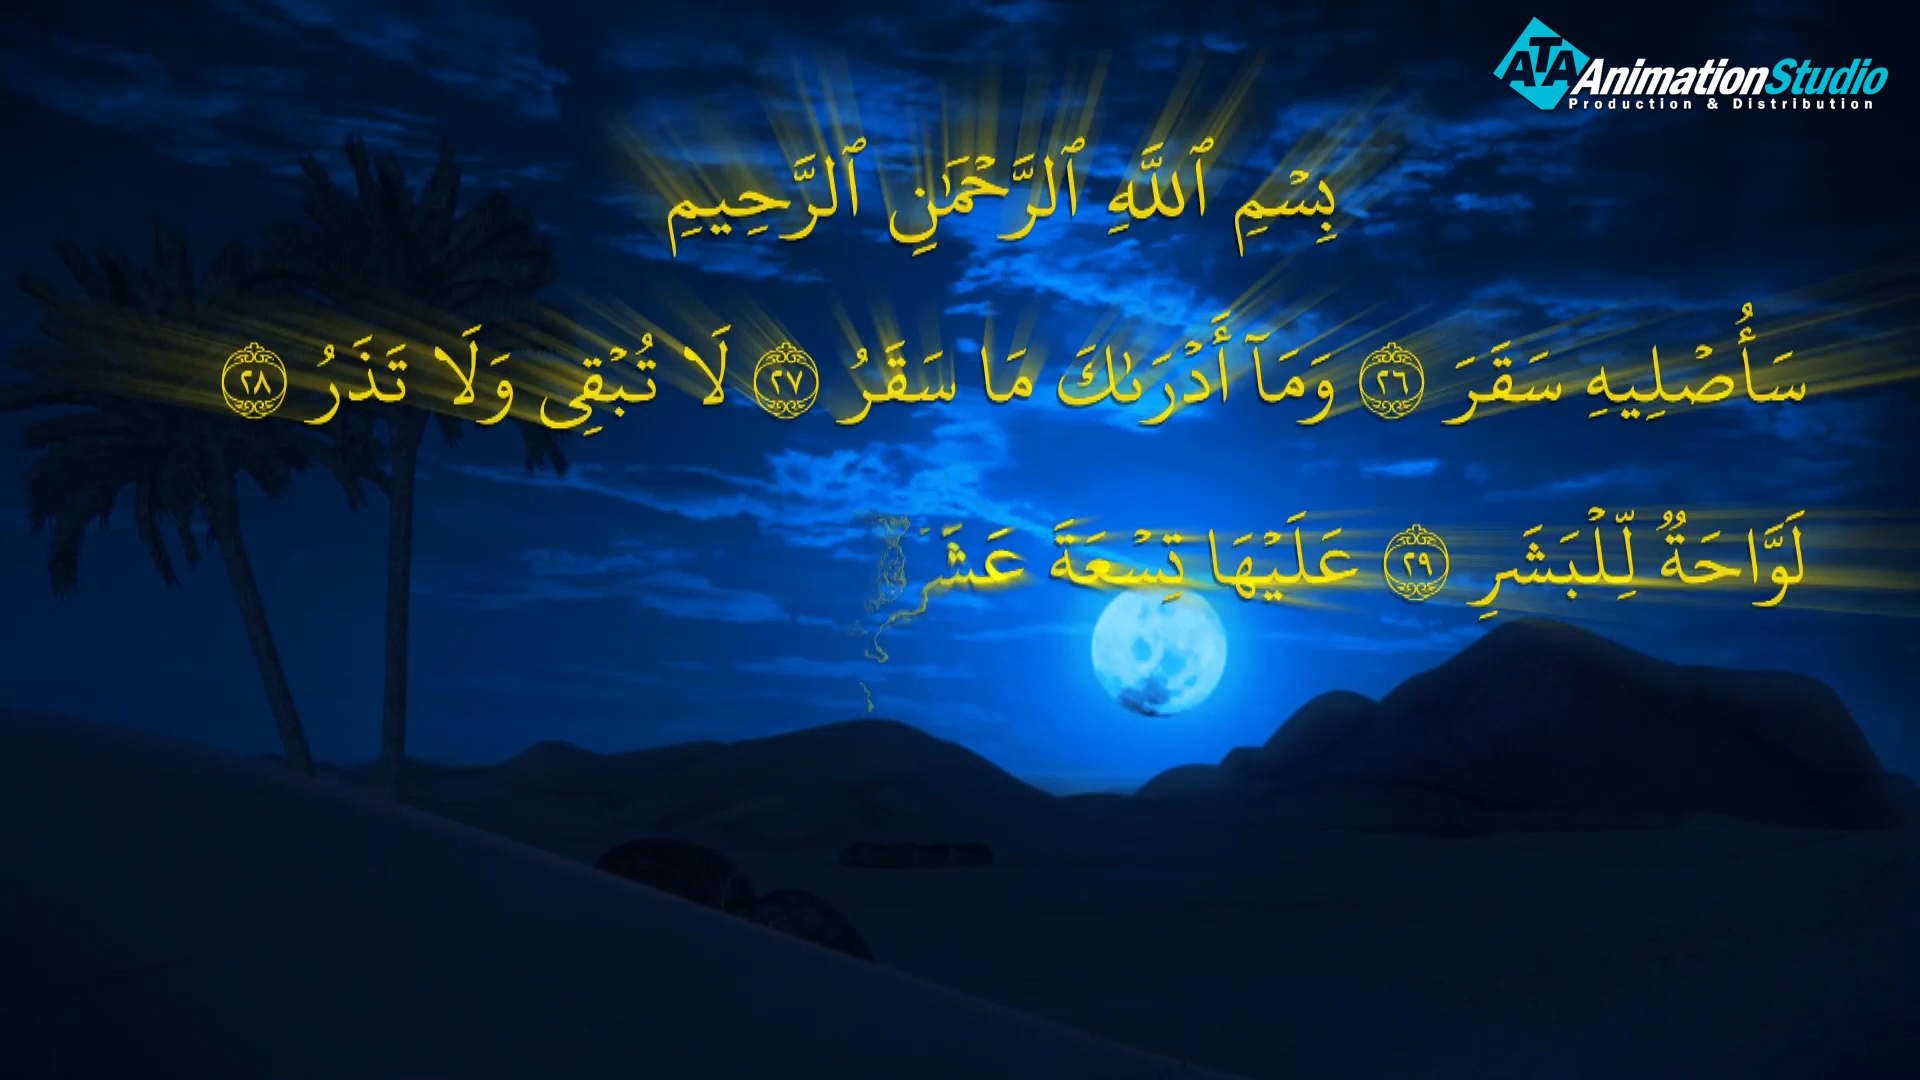 ATA AnimationStudio
Production & Distribution
بِسْمِ ٱللَّهِ ٱلرَّحْمَٰنِ ٱلرَّحِيمِ
سَأُصْلِيهِ سَقَرَ ٢٦ وَمَآ أَدْرَىٰكَ مَا سَقَرُ ٢٧ لَا تُبْقِى وَلَا تَذَرُ ٢٨
لَوَّاحَةٌ لِّلْبَشَرِ ٢٩ عَلَيْهَا تِسْعَةَ عَشَرَ